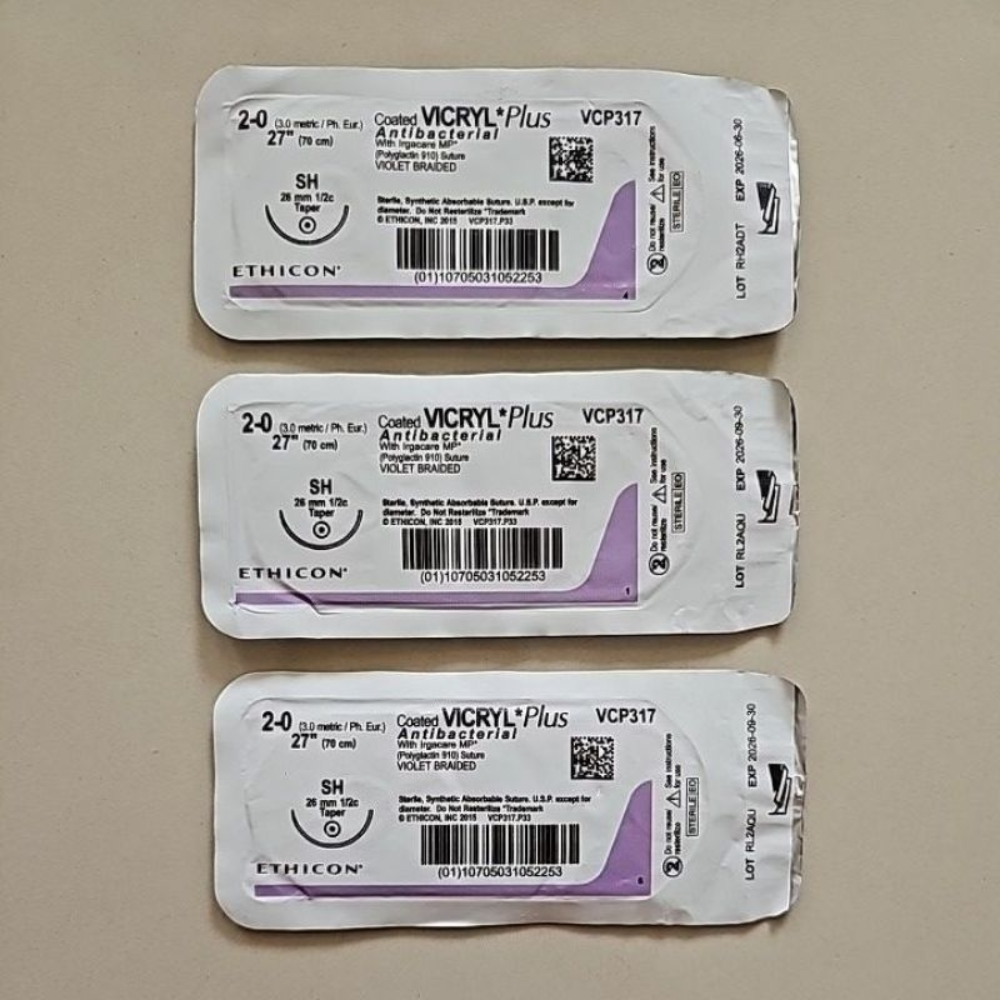 2-0 (3.0 metric / Ph. Eur.)
27" (70 cm)
Coated VICRYL*Plus VCP317
Antibacterial
With Irgacare MP*
(Polyglactin 910) Suture
VIOLET BRAIDED
SH
26 mm 1/2c
Taper
Sterile, Synthetic Absorbable Suture. U.S.P. except for
diameter. Do Not Resterilize *Trademark
© ETHICON, INC 2015 VCP317.P33
(01)10705031052253
ETHICON*
4
2 Do not reuse/ resterilize
See instructions for use
STERILE EO
LOT RH2ADT EXP 2026-06-30
2-0 (3.0 metric / Ph. Eur.)
27" (70 cm)
Coated VICRYL*Plus VCP317
Antibacterial
With Irgacare MP*
(Polyglactin 910) Suture
VIOLET BRAIDED
SH
26 mm 1/2c
Taper
Sterile, Synthetic Absorbable Suture. U.S.P. except for
diameter. Do Not Resterilize *Trademark
© ETHICON, INC 2015 VCP317.P33
(01)10705031052253
ETHICON*
1
2 Do not reuse/ resterilize
See instructions for use
STERILE EO
LOT RL2AQU EXP 2026-09-30
2-0 (3.0 metric / Ph. Eur.)
27" (70 cm)
Coated VICRYL*Plus VCP317
Antibacterial
With Irgacare MP*
(Polyglactin 910) Suture
VIOLET BRAIDED
SH
26 mm 1/2c
Taper
Sterile, Synthetic Absorbable Suture. U.S.P. except for
diameter. Do Not Resterilize *Trademark
© ETHICON, INC 2015 VCP317.P33
(01)10705031052253
ETHICON*
6
2 Do not reuse/ resterilize
See instructions for use
STERILE EO
LOT RL2AQU EXP 2026-09-30